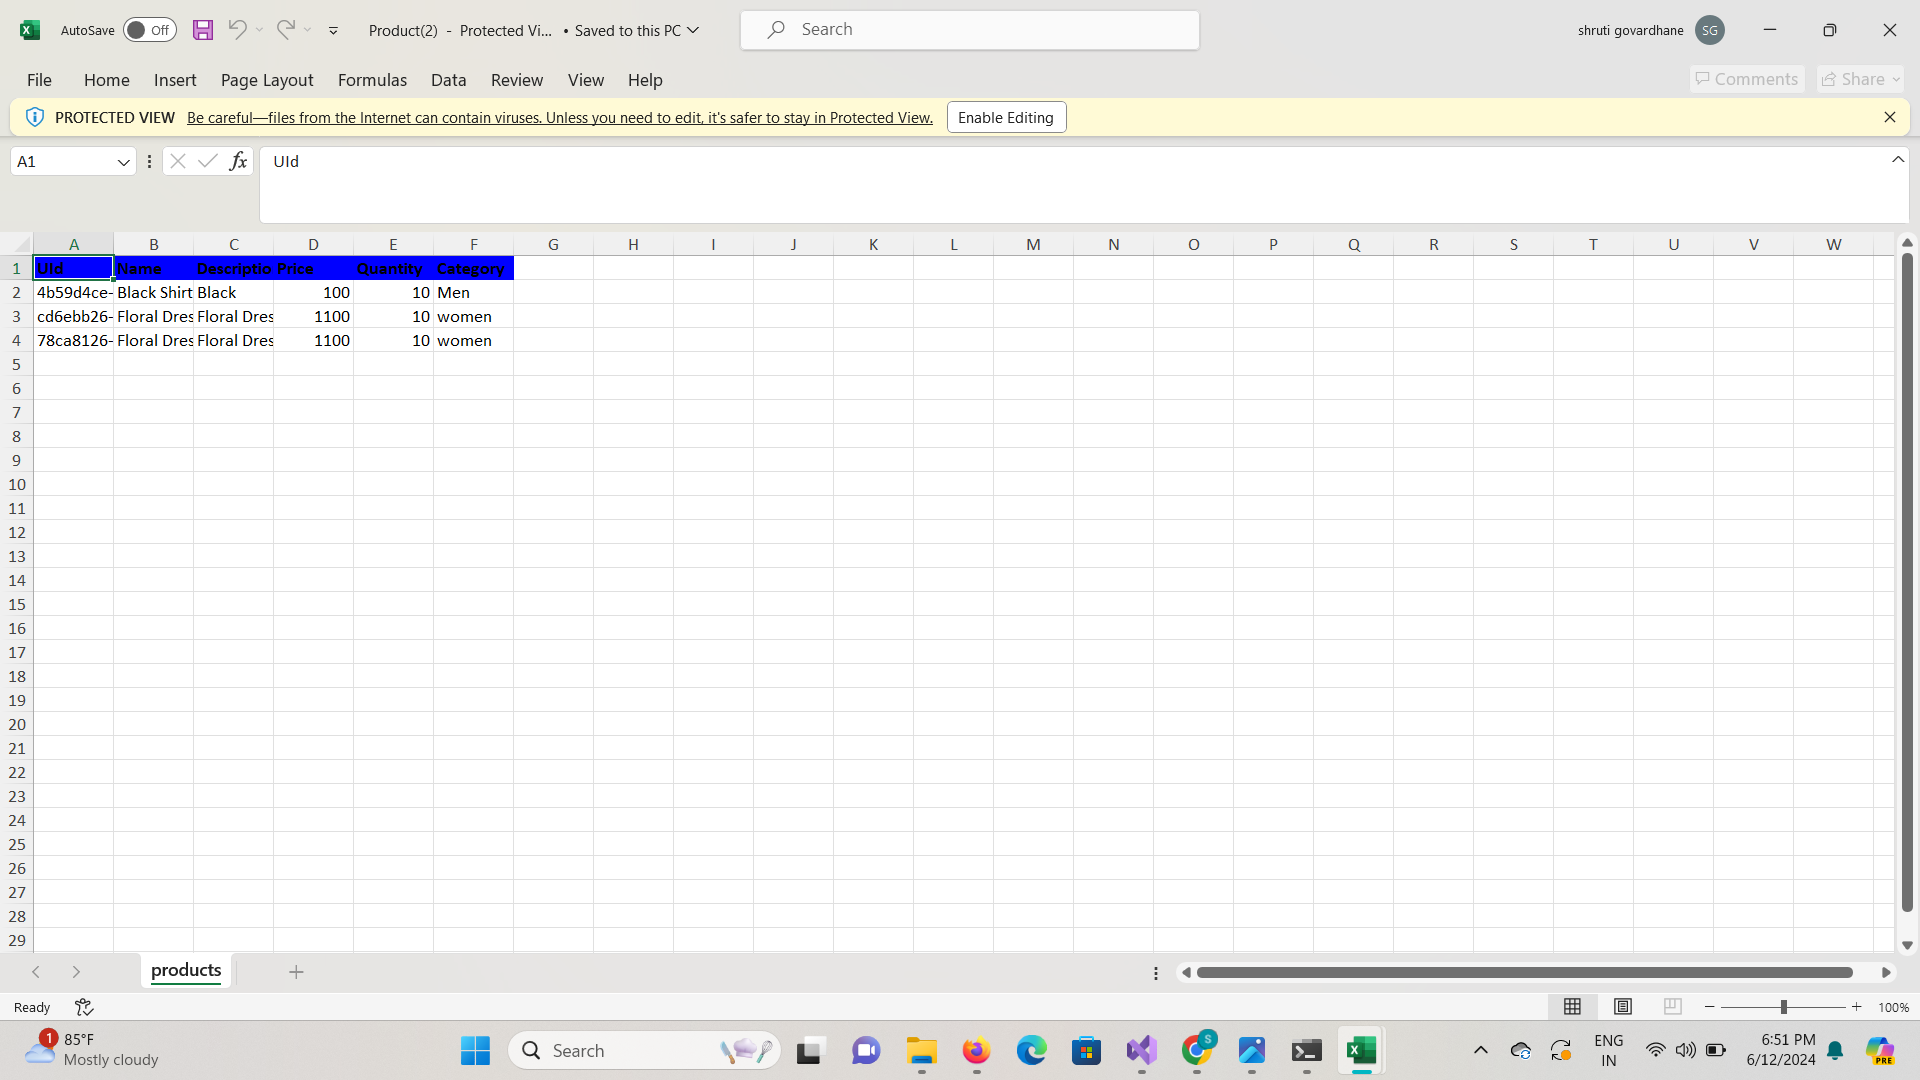 AutoSave Off Product(2) - Protected Vi... • Saved to this PC Search shruti govardhane SG
File Home Insert Page Layout Formulas Data Review View Help Comments Share
PROTECTED VIEW Be careful—files from the Internet can contain viruses. Unless you need to edit, it's safer to stay in Protected View. Enable Editing
A1 fx UId
A B C D E F G H I J K L M N O P Q R S T U V W
1 UId Name Descriptio Price Quantity Category
2 4b59d4ce- Black Shirt Black 100 10 Men
3 cd6ebb26- Floral Dres Floral Dres 1100 10 women
4 78ca8126- Floral Dres Floral Dres 1100 10 women
5
6
7
8
9
10
11
12
13
14
15
16
17
18
19
20
21
22
23
24
25
26
27
28
29
products
Ready 100%
1 85°F Search S ENG 6:51 PM
Mostly cloudy IN 6/12/2024 PRE